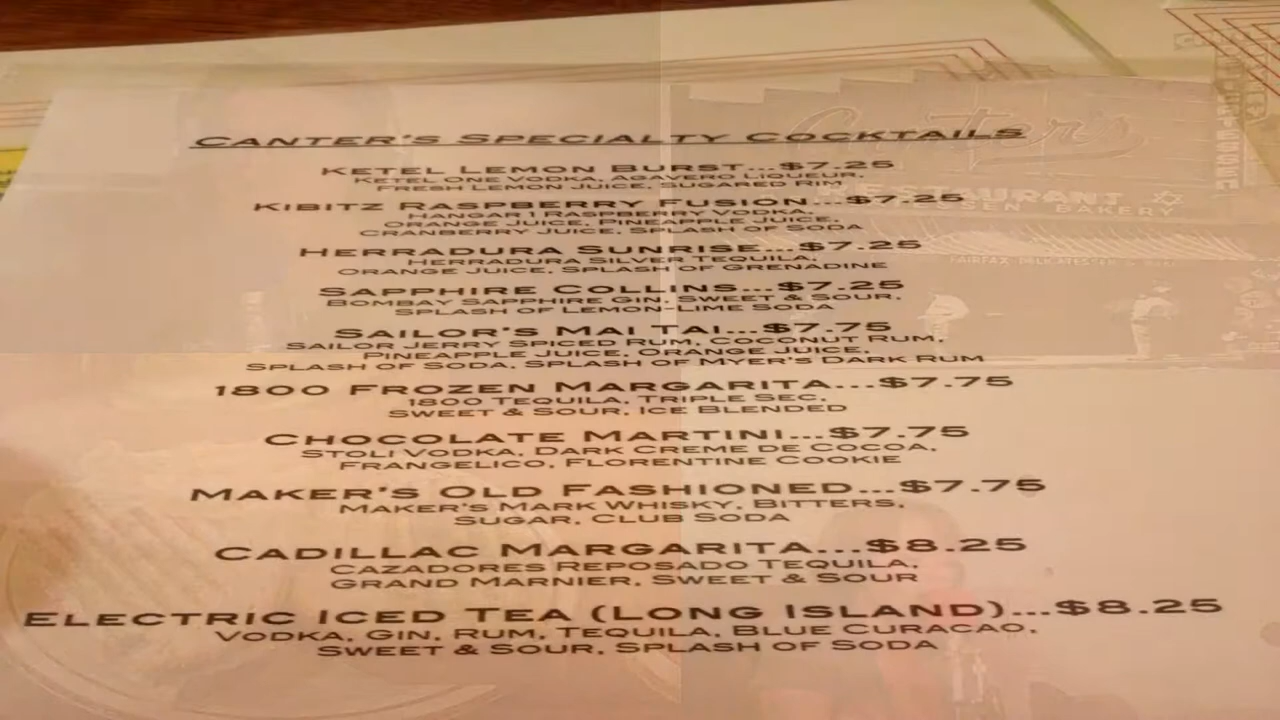 CANTER'S SPECIALTY COCKTAILS
KETEL LEMON BURST...$7.25
KETEL ONE VODKA, AGAVERO LIQUEUR,
FRESH LEMON JUICE, SUGARED RIM
KIBITZ RASPBERRY FUSION...$7.25
HANGAR 1 RASPBERRY VODKA,
ORANGE JUICE, PINEAPPLE JUICE,
CRANBERRY JUICE, SPLASH OF SODA
HERRADURA SUNRISE...$7.25
HERRADURA SILVER TEQUILA,
ORANGE JUICE, SPLASH OF GRENADINE
SAPPHIRE COLLINS...$7.25
BOMBAY SAPPHIRE GIN, SWEET & SOUR,
SPLASH OF LEMON-LIME SODA
SAILOR'S MAI TAI...$7.75
SAILOR JERRY SPICED RUM, COCONUT RUM,
PINEAPPLE JUICE, ORANGE JUICE,
SPLASH OF SODA, SPLASH OF MYER'S DARK RUM
1800 FROZEN MARGARITA...$7.75
1800 TEQUILA, TRIPLE SEC,
SWEET & SOUR, ICE BLENDED
CHOCOLATE MARTINI...$7.75
STOLI VODKA, DARK CREME DE COCOA,
FRANGELICO, FLORENTINE COOKIE
MAKER'S OLD FASHIONED...$7.75
MAKER'S MARK WHISKY, BITTERS,
SUGAR, CLUB SODA
CADILLAC MARGARITA...$8.25
CAZADORES REPOSADO TEQUILA,
GRAND MARNIER, SWEET & SOUR
ELECTRIC ICED TEA (LONG ISLAND)...$8.25
VODKA, GIN, RUM, TEQUILA, BLUE CURACAO,
SWEET & SOUR, SPLASH OF SODA
Canter's
RESTAURANT
BAKERY
FAIRFAX